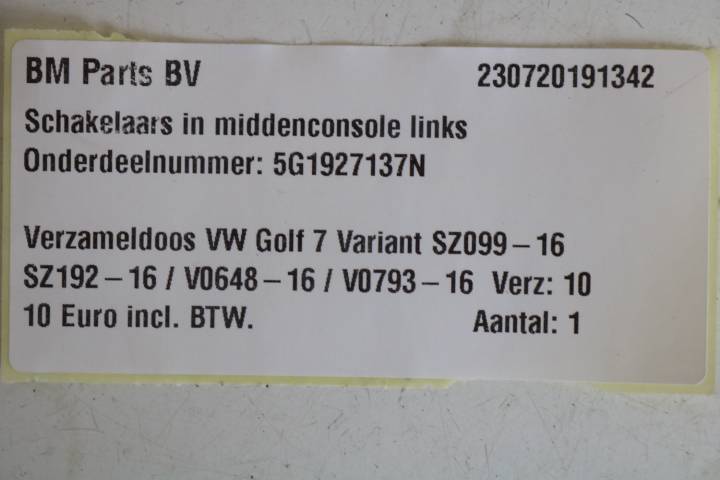 BM Parts BV 230720191342
Schakelaars in middenconsole links
Onderdeelnummer: 5G1927137N
Verzameldoos VW Golf 7 Variant SZ099 – 16
SZ192 – 16 / V0648 – 16 / V0793 – 16 Verz: 10
10 Euro incl. BTW. Aantal: 1